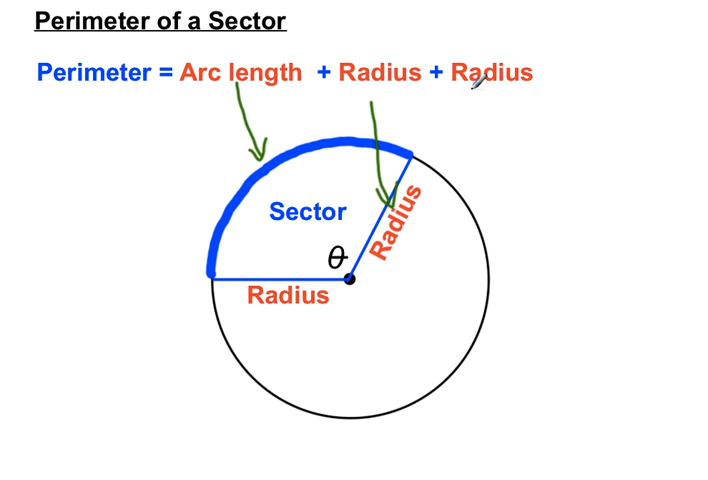 Perimeter of a Sector
Perimeter = Arc length + Radius + Radius
Sector
Radius
θ
Radius